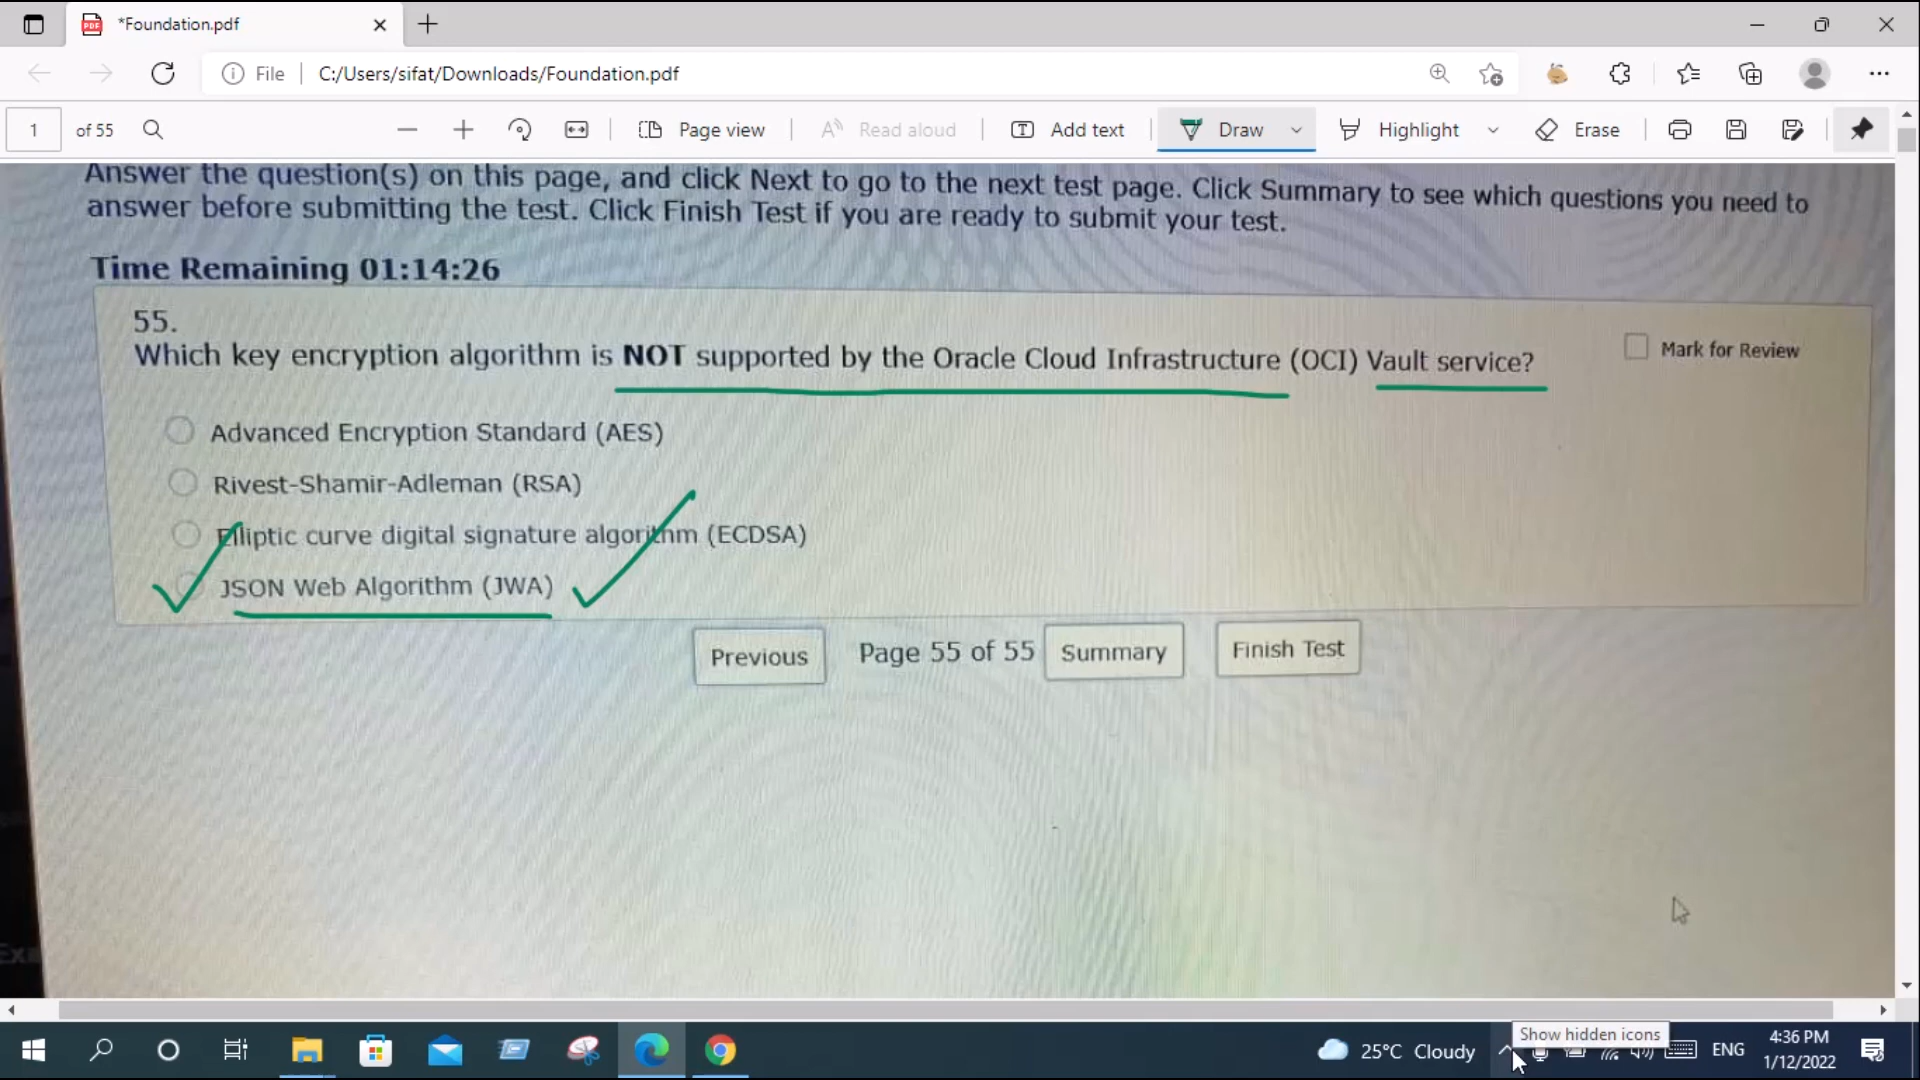 *Foundation.pdf
File
C:/Users/sifat/Downloads/Foundation.pdf
1 of 55
Page view
Read aloud
Add text
Draw
Highlight
Erase
Answer the question(s) on this page, and click Next to go to the next test page. Click Summary to see which questions you need to
answer before submitting the test. Click Finish Test if you are ready to submit your test.
Time Remaining 01:14:26
55.
Which key encryption algorithm is NOT supported by the Oracle Cloud Infrastructure (OCI) Vault service?
Mark for Review
Advanced Encryption Standard (AES)
Rivest-Shamir-Adleman (RSA)
Elliptic curve digital signature algorithm (ECDSA)
JSON Web Algorithm (JWA)
Previous
Page 55 of 55
Summary
Finish Test
Show hidden icons
25°C Cloudy
ENG
4:36 PM
1/12/2022